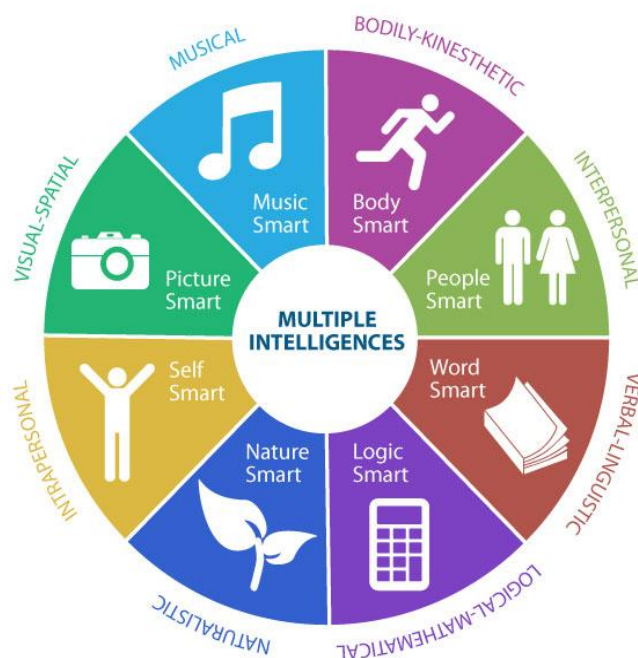 MUSICAL
BODILY-KINESTHETIC
INTERPERSONAL
VERBAL-LINGUISTIC
LOGICAL-MATHEMATICAL
NATURALISTIC
INTRAPERSONAL
VISUAL-SPATIAL
Music
Smart
Body
Smart
People
Smart
Word
Smart
Logic
Smart
Nature
Smart
Self
Smart
Picture
Smart
MULTIPLE
INTELLIGENCES